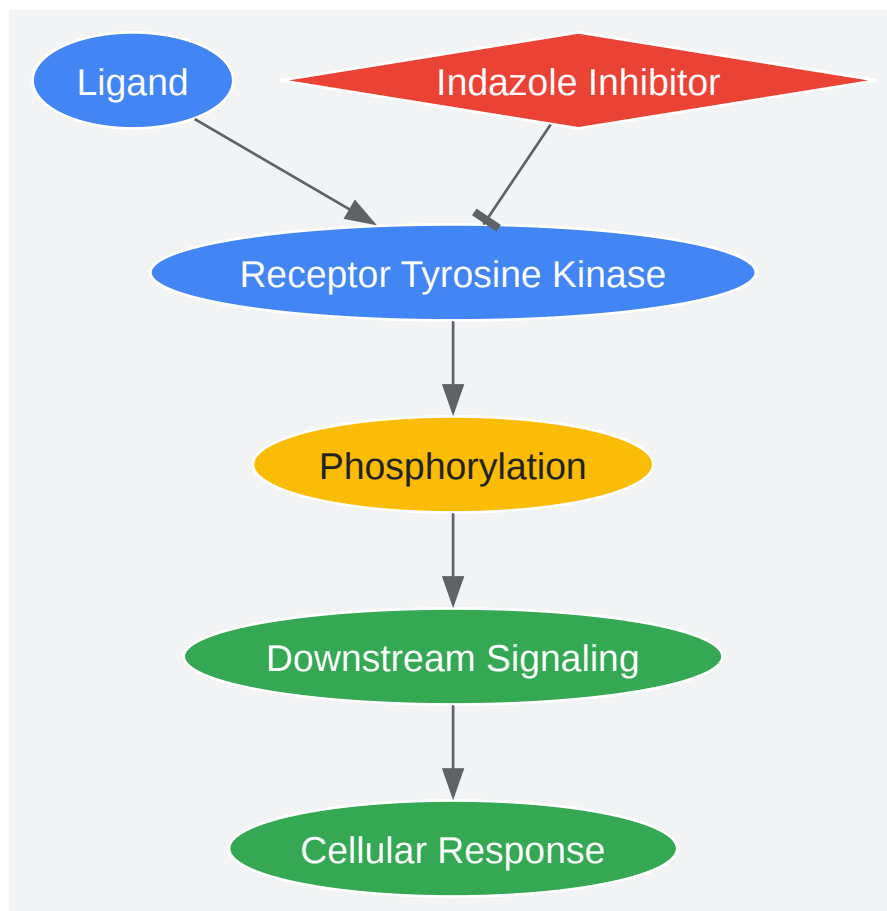 Ligand
Indazole Inhibitor
Receptor Tyrosine Kinase
Phosphorylation
Downstream Signaling
Cellular Response